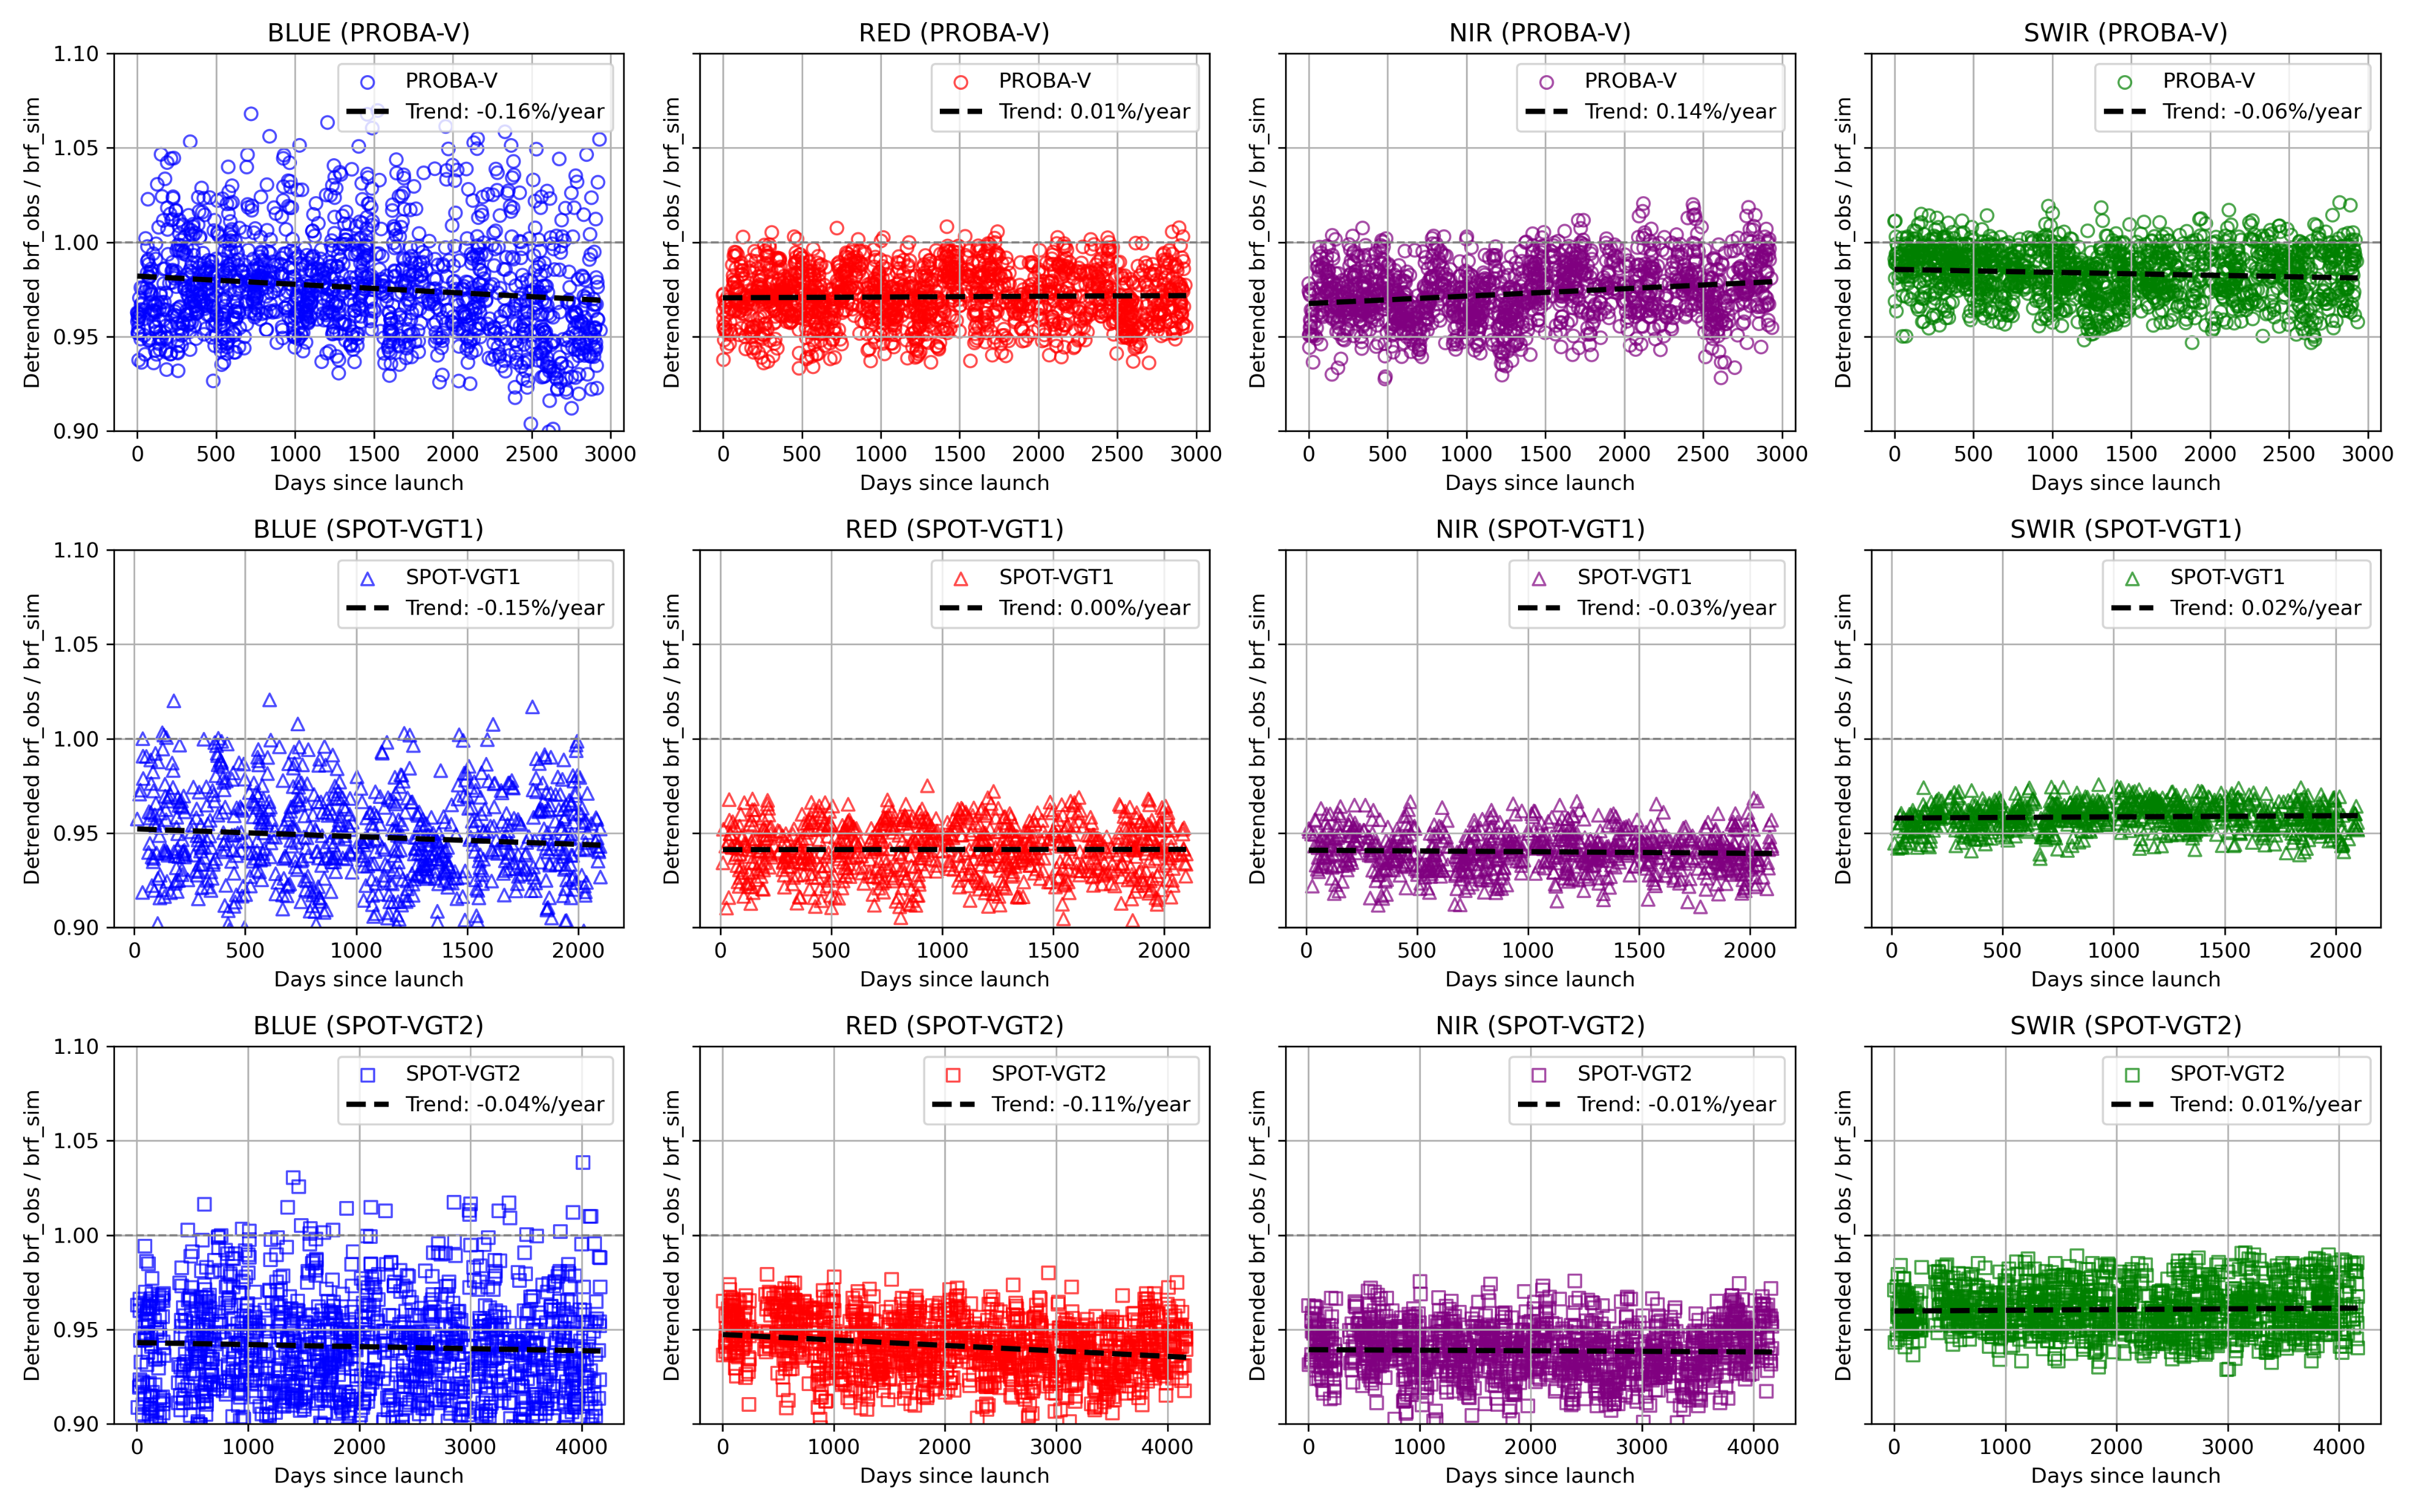 BLUE (PROBA-V)
Detrended brf_obs / brf_sim
1.10
1.05
1.00
0.95
0.90
PROBA-V
Trend: -0.16%/year
0 500 1000 1500 2000 2500 3000
Days since launch
RED (PROBA-V)
Detrended brf_obs / brf_sim
PROBA-V
Trend: 0.01%/year
0 500 1000 1500 2000 2500 3000
Days since launch
NIR (PROBA-V)
Detrended brf_obs / brf_sim
PROBA-V
Trend: 0.14%/year
0 500 1000 1500 2000 2500 3000
Days since launch
SWIR (PROBA-V)
Detrended brf_obs / brf_sim
PROBA-V
Trend: -0.06%/year
0 500 1000 1500 2000 2500 3000
Days since launch
BLUE (SPOT-VGT1)
Detrended brf_obs / brf_sim
1.10
1.05
1.00
0.95
0.90
SPOT-VGT1
Trend: -0.15%/year
0 500 1000 1500 2000
Days since launch
RED (SPOT-VGT1)
Detrended brf_obs / brf_sim
SPOT-VGT1
Trend: 0.00%/year
0 500 1000 1500 2000
Days since launch
NIR (SPOT-VGT1)
Detrended brf_obs / brf_sim
SPOT-VGT1
Trend: -0.03%/year
0 500 1000 1500 2000
Days since launch
SWIR (SPOT-VGT1)
Detrended brf_obs / brf_sim
SPOT-VGT1
Trend: 0.02%/year
0 500 1000 1500 2000
Days since launch
BLUE (SPOT-VGT2)
Detrended brf_obs / brf_sim
1.10
1.05
1.00
0.95
0.90
SPOT-VGT2
Trend: -0.04%/year
0 1000 2000 3000 4000
Days since launch
RED (SPOT-VGT2)
Detrended brf_obs / brf_sim
SPOT-VGT2
Trend: -0.11%/year
0 1000 2000 3000 4000
Days since launch
NIR (SPOT-VGT2)
Detrended brf_obs / brf_sim
SPOT-VGT2
Trend: -0.01%/year
0 1000 2000 3000 4000
Days since launch
SWIR (SPOT-VGT2)
Detrended brf_obs / brf_sim
SPOT-VGT2
Trend: 0.01%/year
0 1000 2000 3000 4000
Days since launch